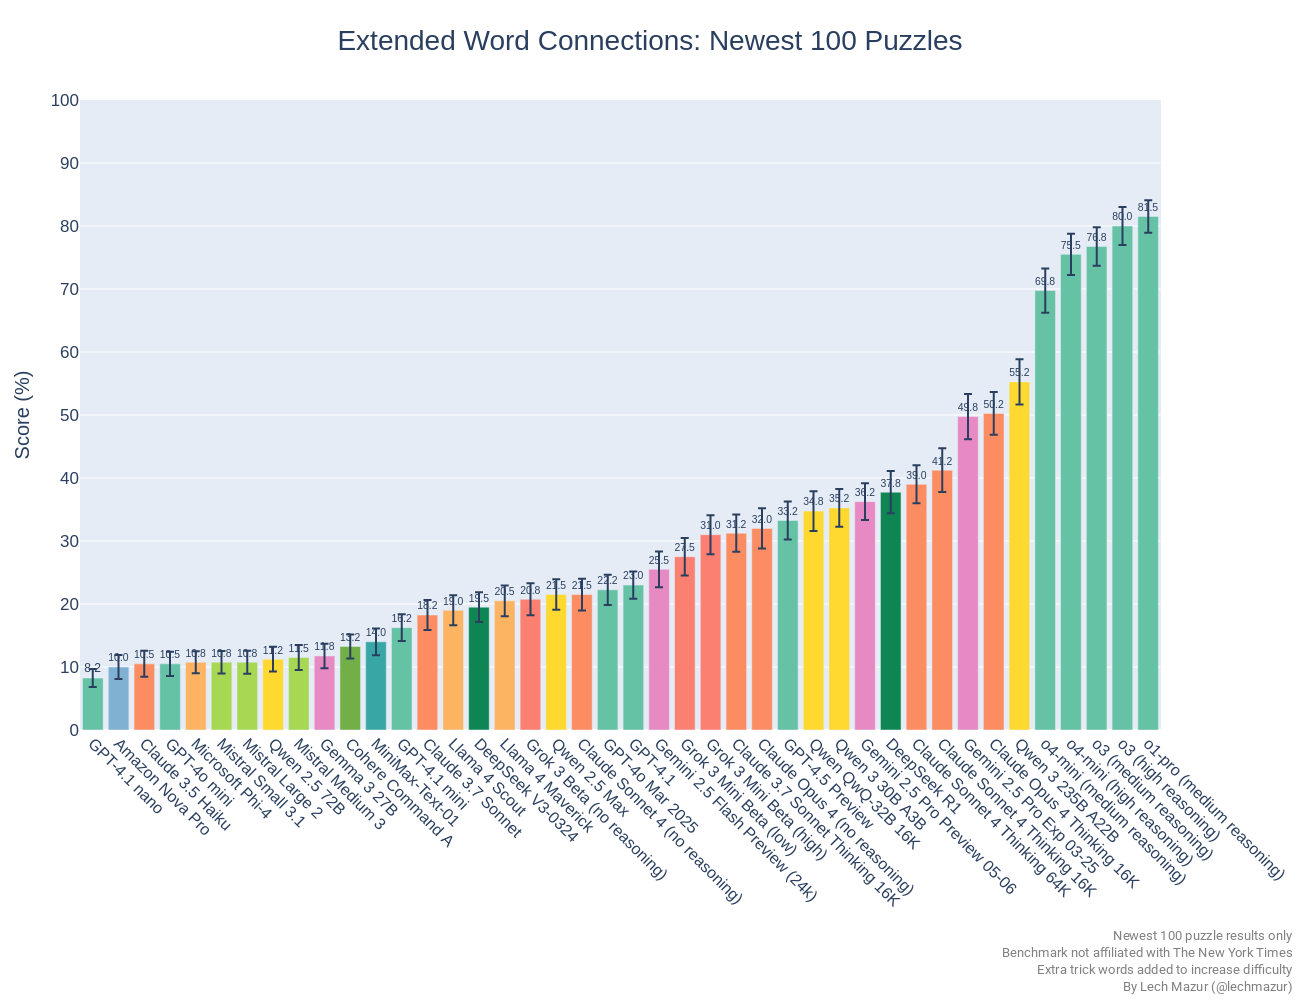 Extended Word Connections: Newest 100 Puzzles
Score (%)
100
90
80
70
60
50
40
30
20
10
0
8.2
10.0
10.5
10.5
10.8
10.8
10.8
11.2
11.5
11.8
13.2
14.0
16.2
18.2
19.0
19.5
20.5
20.8
21.5
21.5
22.2
23.0
25.5
27.5
31.0
31.2
32.0
33.2
34.8
35.2
36.2
37.8
39.0
41.2
49.8
50.2
55.2
69.8
75.5
76.8
80.0
81.5
GPT-4.1 nano
Amazon Nova Pro
Claude 3.5 Haiku
GPT-4o mini
Microsoft Phi-4
Mistral Small 3.1
Mistral Large 2
Qwen 2.5 72B
Mistral Medium 3
Gemma 3 27B
Cohere Command A
MiniMax-Text-01
GPT-4.1 mini
Claude 3.7 Sonnet
Llama 4 Scout
DeepSeek V3-0324
Llama 4 Maverick
Grok 3 Beta (no reasoning)
Qwen 2.5 Max
Claude Sonnet 4 (no reasoning)
GPT-4o Mar 2025
GPT-4.1
Gemini 2.5 Flash Preview (24k)
Grok 3 Mini Beta (low)
Grok 3 Mini Beta (high)
Claude 3.7 Sonnet Thinking 16K
Claude Opus 4 (no reasoning)
GPT-4.5 Preview
Qwen QwQ-32B 16K
Qwen 3 30B A3B
Gemini 2.5 Pro Preview 05-06
DeepSeek R1
Claude Sonnet 4 Thinking 64K
Claude Sonnet 4 Thinking 16K
Gemini 2.5 Pro Exp 03-25
Claude Opus 4 Thinking 16K
Qwen 3 235B A22B
o4-mini (medium reasoning)
o4-mini (high reasoning)
o3 (medium reasoning)
o3 (high reasoning)
o1-pro (medium reasoning)
Newest 100 puzzle results only
Benchmark not affiliated with The New York Times
Extra trick words added to increase difficulty
By Lech Mazur (@lechmazur)